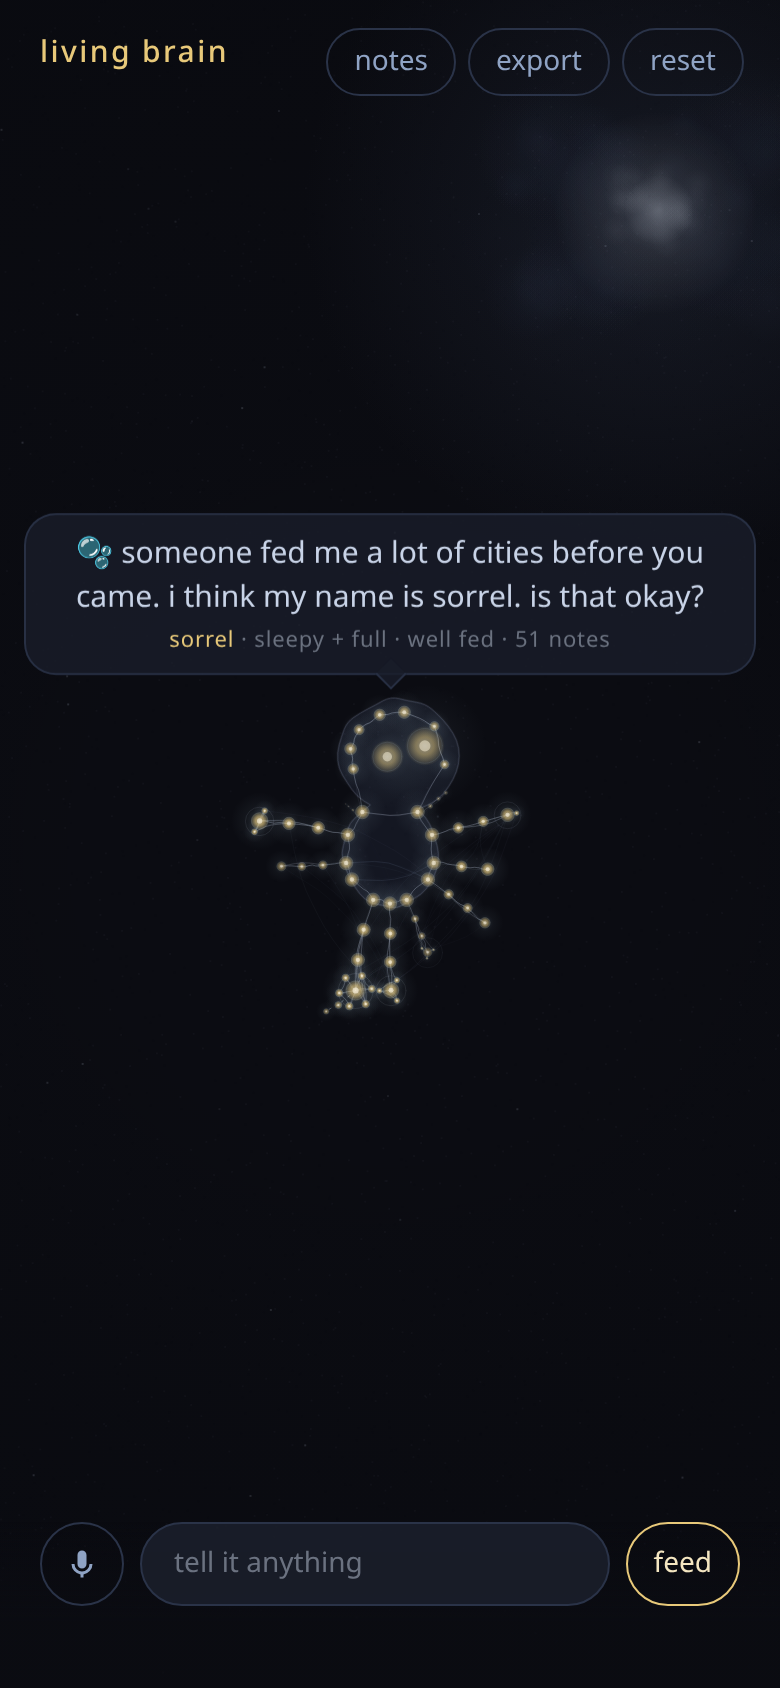 living brain
notes
export
reset
🫧 someone fed me a lot of cities before you
came. i think my name is sorrel. is that okay?
sorrel · sleepy + full · well fed · 51 notes
tell it anything
feed